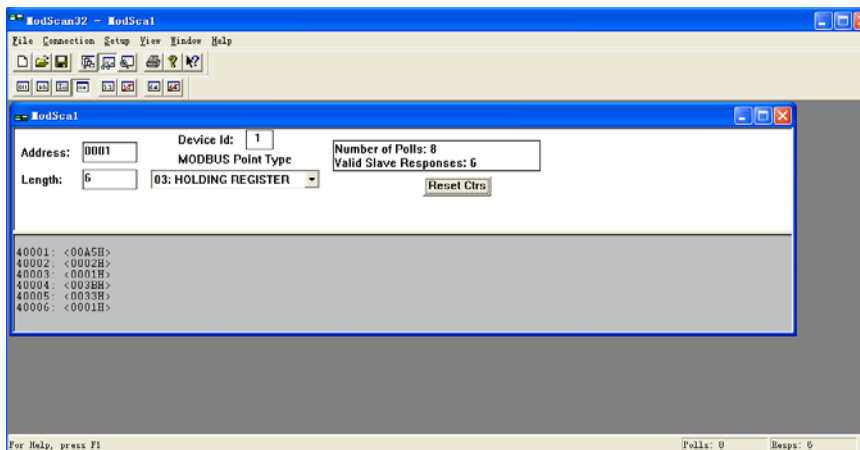 ModScan32 - ModSca1
File Connection Setup View Window Help
ModSca1
Address: 0001
Device Id: 1
MODBUS Point Type
Length: 6
03: HOLDING REGISTER
Number of Polls: 8
Valid Slave Responses: 6
Reset Ctrs
40001: <00A5H>
40002: <0002H>
40003: <0001H>
40004: <003BH>
40005: <0033H>
40006: <0001H>
For Help, press F1
Polls: 8
Resps: 6